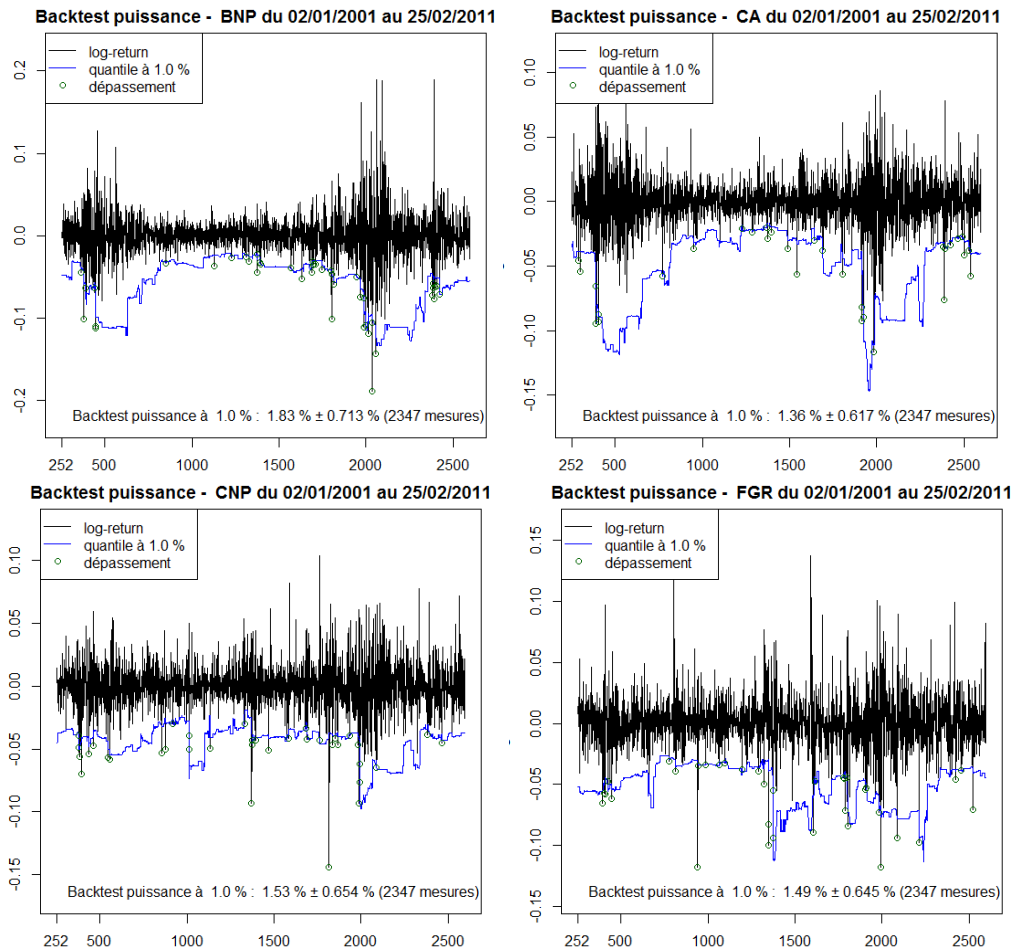 Backtest puissance - BNP du 02/01/2001 au 25/02/2011
log-return
quantile à 1.0 %
dépassement
0.2
0.1
0.0
-0.1
-0.2
Backtest puissance à 1.0 % : 1.83 % ± 0.713 % (2347 mesures)
252 500 1000 1500 2000 2500
Backtest puissance - CA du 02/01/2001 au 25/02/2011
log-return
quantile à 1.0 %
dépassement
0.10
0.05
0.00
-0.05
-0.10
-0.15
Backtest puissance à 1.0 % : 1.36 % ± 0.617 % (2347 mesures)
252 500 1000 1500 2000 2500
Backtest puissance - CNP du 02/01/2001 au 25/02/2011
log-return
quantile à 1.0 %
dépassement
0.10
0.05
0.00
-0.05
-0.10
-0.15
Backtest puissance à 1.0 % : 1.53 % ± 0.654 % (2347 mesures)
252 500 1000 1500 2000 2500
Backtest puissance - FGR du 02/01/2001 au 25/02/2011
log-return
quantile à 1.0 %
dépassement
0.15
0.10
0.05
0.00
-0.05
-0.10
-0.15
Backtest puissance à 1.0 % : 1.49 % ± 0.645 % (2347 mesures)
252 500 1000 1500 2000 2500